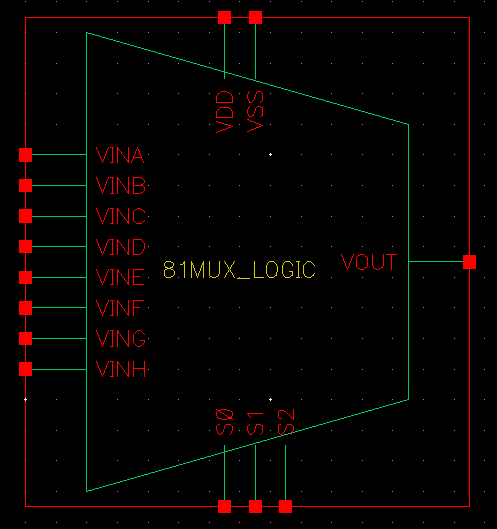 VDD
VSS
VINA
VINB
VINC
VIND
VINE
VINF
VING
VINH
81MUX_LOGIC
VOUT
S0
S1
S2